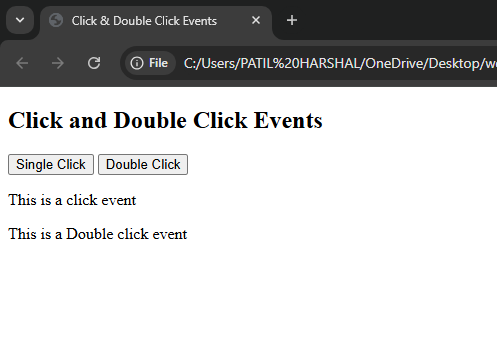 Click & Double Click Events
File
C:/Users/PATIL%20HARSHAL/OneDrive/Desktop/w
Click and Double Click Events
Single Click Double Click
This is a click event
This is a Double click event